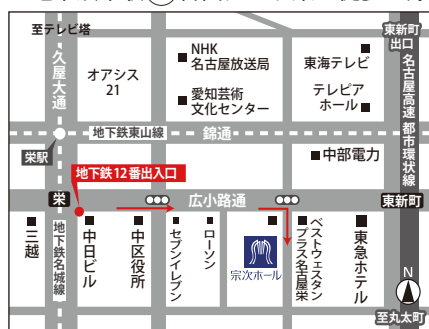 至テレビ塔
久屋大通
オアシス
21
NHK
名古屋放送局
愛知芸術
文化センター
東海テレビ
テレピア
ホール
東新町
出口
名古屋高速 都市環状線
地下鉄東山線
錦通
栄駅
中部電力
地下鉄12番出入口
栄
広小路通
東新町
三越
地下鉄名城線
中日ビル
中区役所
セブンイレブン
ローソン
宗次ホール
ベストウェスタン
プラス名古屋栄
東急ホテル
N
至丸太町